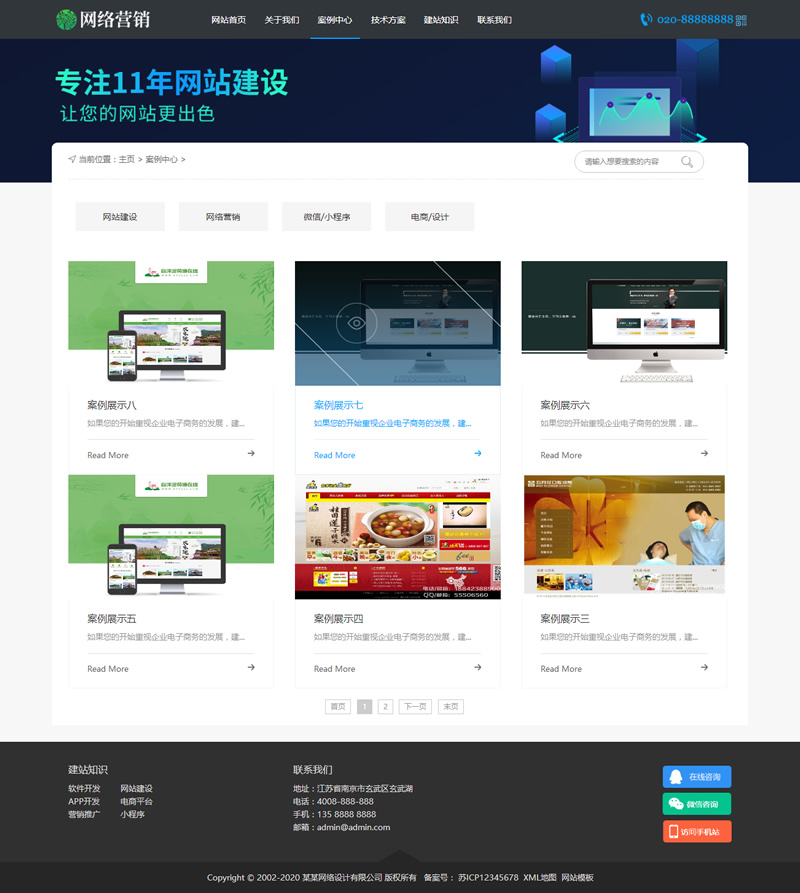 网络营销
网站首页 关于我们 案例中心 技术方案 建站知识 联系我们
020-88888888
专注11年网站建设
让您的网站更出色
当前位置：主页 > 案例中心 >
请输入想要搜索的内容
网站建设 网络营销 微信/小程序 电商/设计
案例展示八
如果您的开始重视企业电子商务的发展，建...
Read More
案例展示七
如果您的开始重视企业电子商务的发展，建...
Read More
案例展示六
如果您的开始重视企业电子商务的发展，建...
Read More
案例展示五
如果您的开始重视企业电子商务的发展，建...
Read More
案例展示四
如果您的开始重视企业电子商务的发展，建...
Read More
案例展示三
如果您的开始重视企业电子商务的发展，建...
Read More
首页 1 2 下一页 末页
建站知识
软件开发 网站建设
APP开发 电商平台
营销推广 小程序
联系我们
地址：江苏省南京市玄武区玄武湖
电话：4008-888-888
手机：135 8888 8888
邮箱：admin@admin.com
在线咨询
微信咨询
访问手机站
Copyright © 2002-2020 某某网络设计有限公司 版权所有 备案号： 苏ICP12345678 XML地图 网站模板